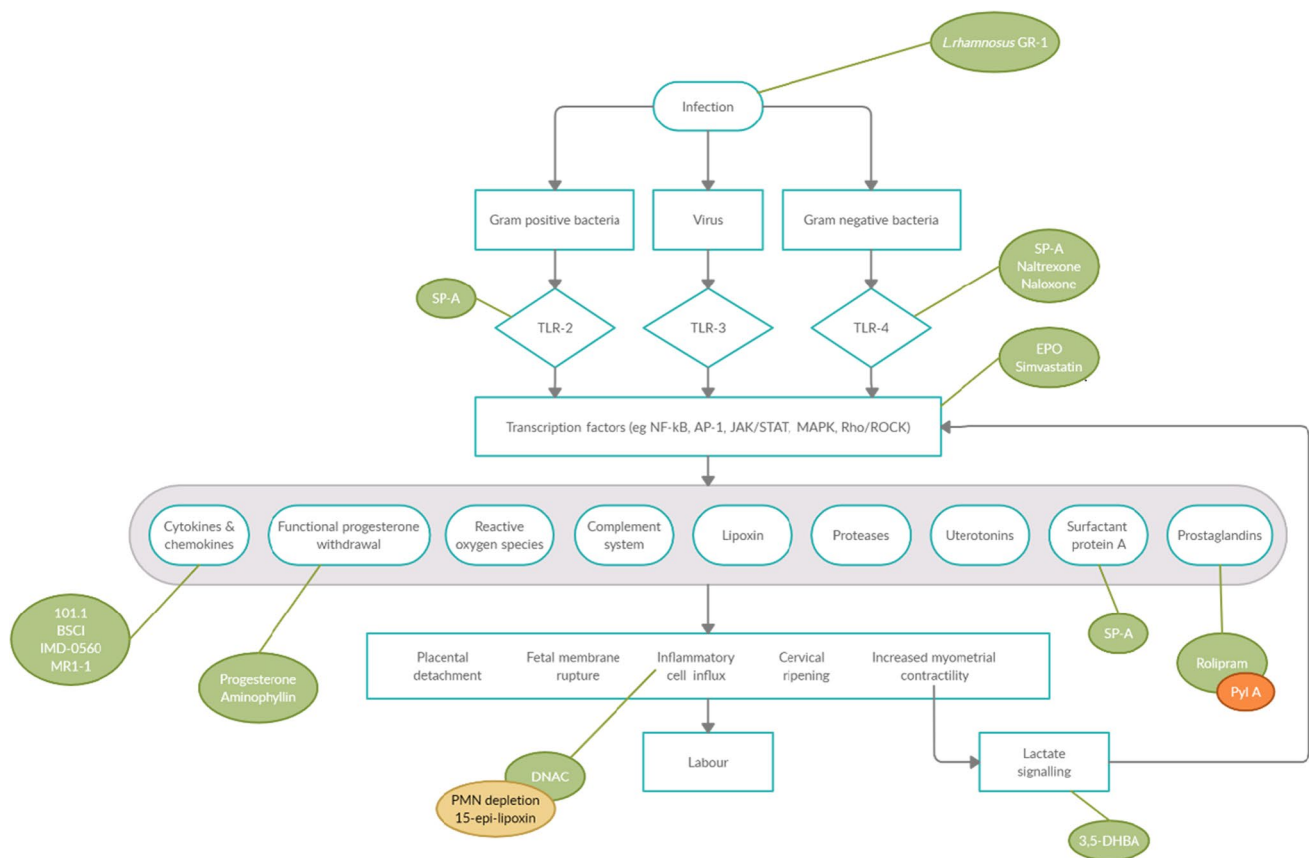 L.rhamnosus GR-1
Infection
Gram positive bacteria
Virus
Gram negative bacteria
SP-A
Naltrexone
Naloxone
SP-A
TLR-2
TLR-3
TLR-4
EPO
Simvastatin
Transcription factors (eg NF-kB, AP-1, JAK/STAT, MAPK, Rho/ROCK)
Cytokines &
chemokines
Functional progesterone
withdrawal
Reactive
oxygen species
Complement
system
Lipoxin
Proteases
Uterotonins
Surfactant
protein A
Prostaglandins
101.1
BSCI
IMD-0560
MR1-1
Progesterone
Aminophyllin
SP-A
Rolipram
Pyl A
Placental
detachment
Fetal membrane
rupture
Inflammatory
cell influx
Cervical
ripening
Increased myometrial
contractility
Labour
Lactate
signalling
DNAC
PMN depletion
15-epi-lipoxin
3,5-DHBA